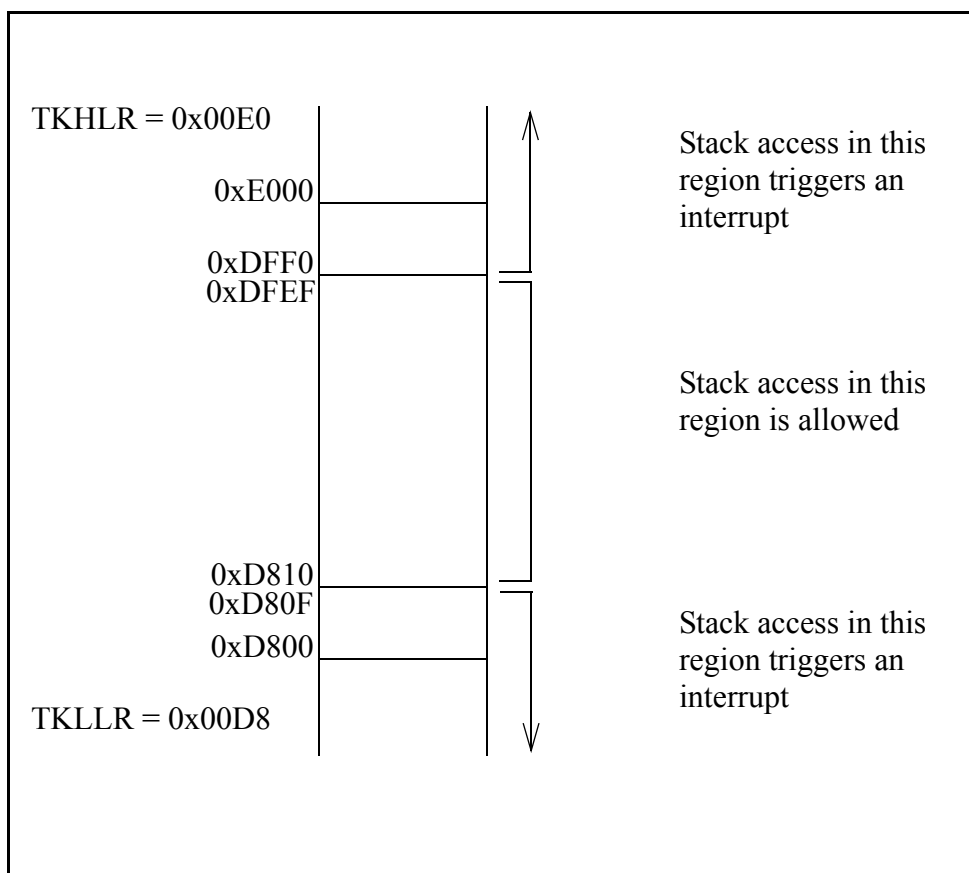 TKHLR = 0x00E0
Stack access in this
region triggers an
interrupt
0xE000
0xDFF0
0xDFEF
Stack access in this
region is allowed
0xD810
0xD80F
0xD800
Stack access in this
region triggers an
interrupt
TKLLR = 0x00D8